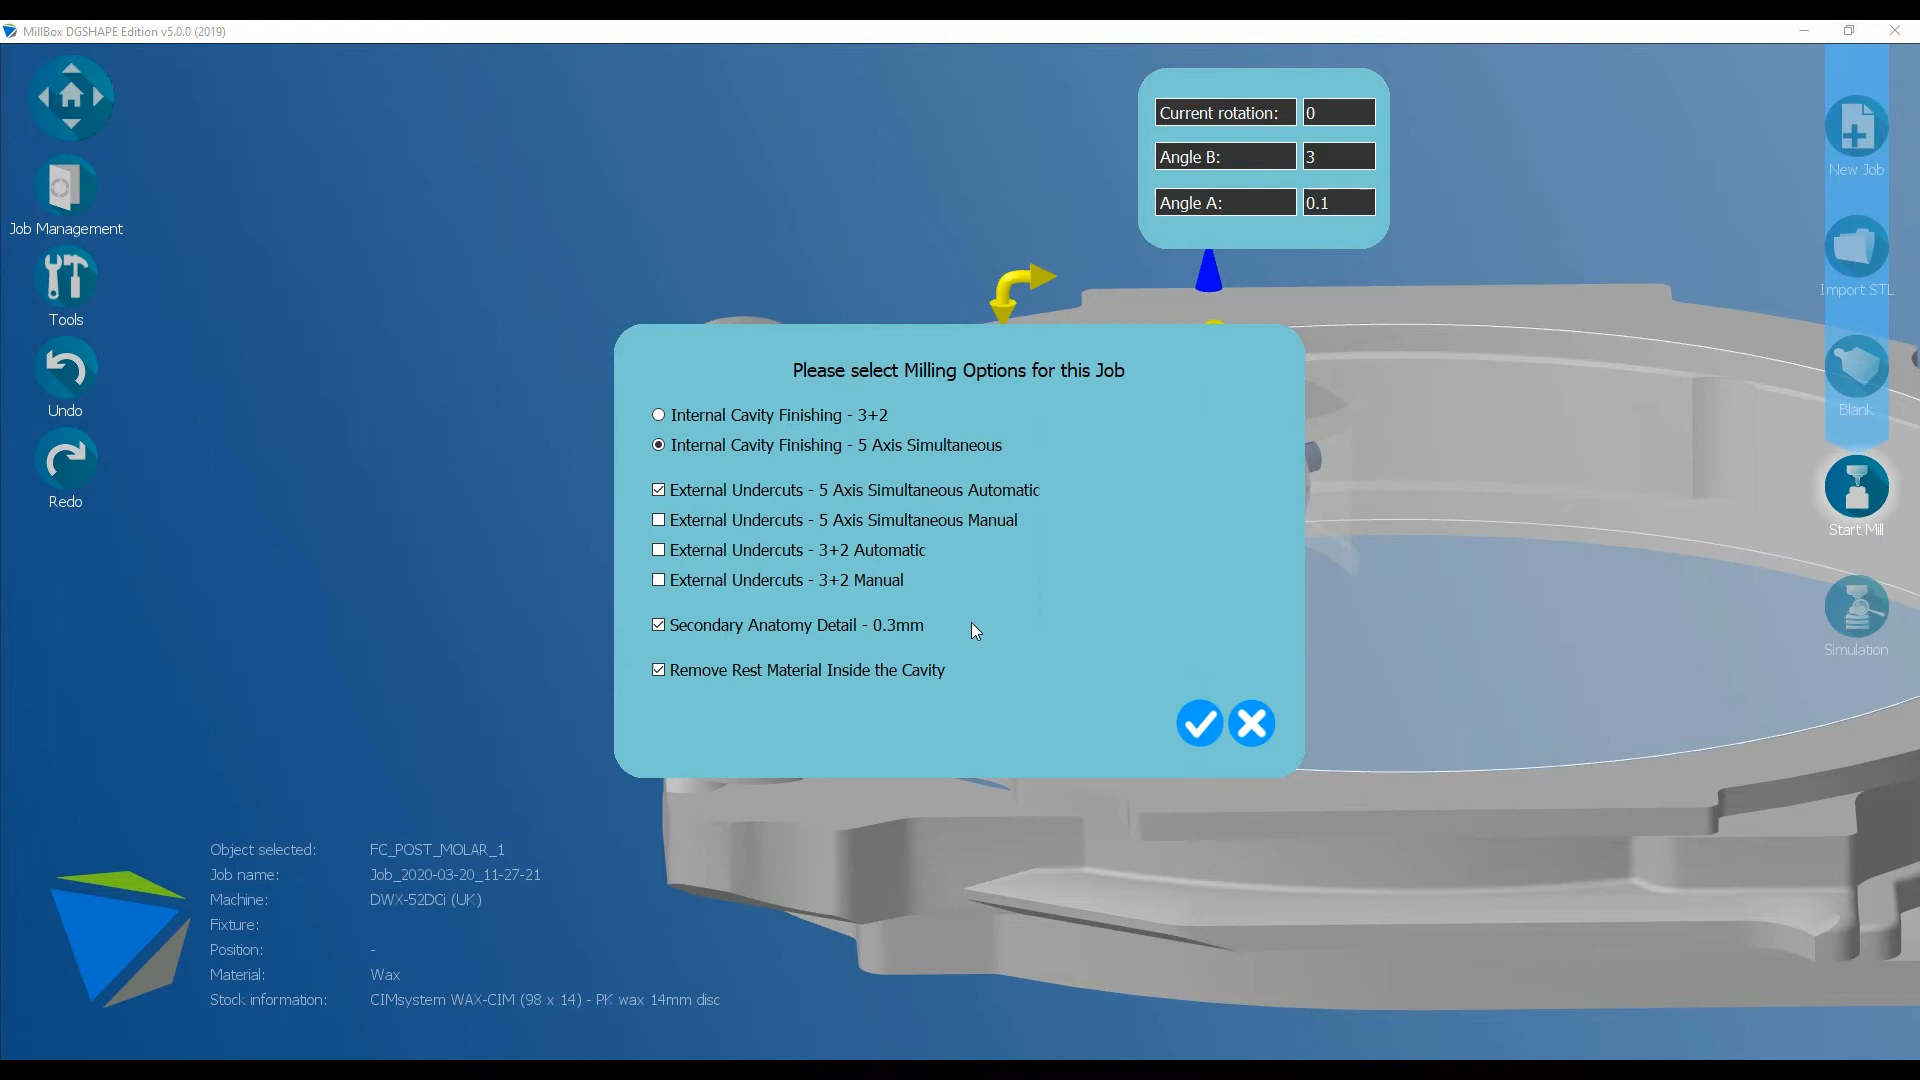 MillBox DGSHAPE Edition v5.0.0 (2019)
Current rotation: 0
Angle B: 3
Angle A: 0.1
Job Management
Tools
Undo
Redo
New Job
Import STL
Blank
Start Mill
Simulation
Please select Milling Options for this Job
Internal Cavity Finishing - 3+2
Internal Cavity Finishing - 5 Axis Simultaneous
External Undercuts - 5 Axis Simultaneous Automatic
External Undercuts - 5 Axis Simultaneous Manual
External Undercuts - 3+2 Automatic
External Undercuts - 3+2 Manual
Secondary Anatomy Detail - 0.3mm
Remove Rest Material Inside the Cavity
Object selected: FC_POST_MOLAR_1
Job name: Job_2020-03-20_11-27-21
Machine: DWX-52DCi (UK)
Fixture:
Position: -
Material: Wax
Stock information: CIMsystem WAX-CIM (98 x 14) - PK wax 14mm disc